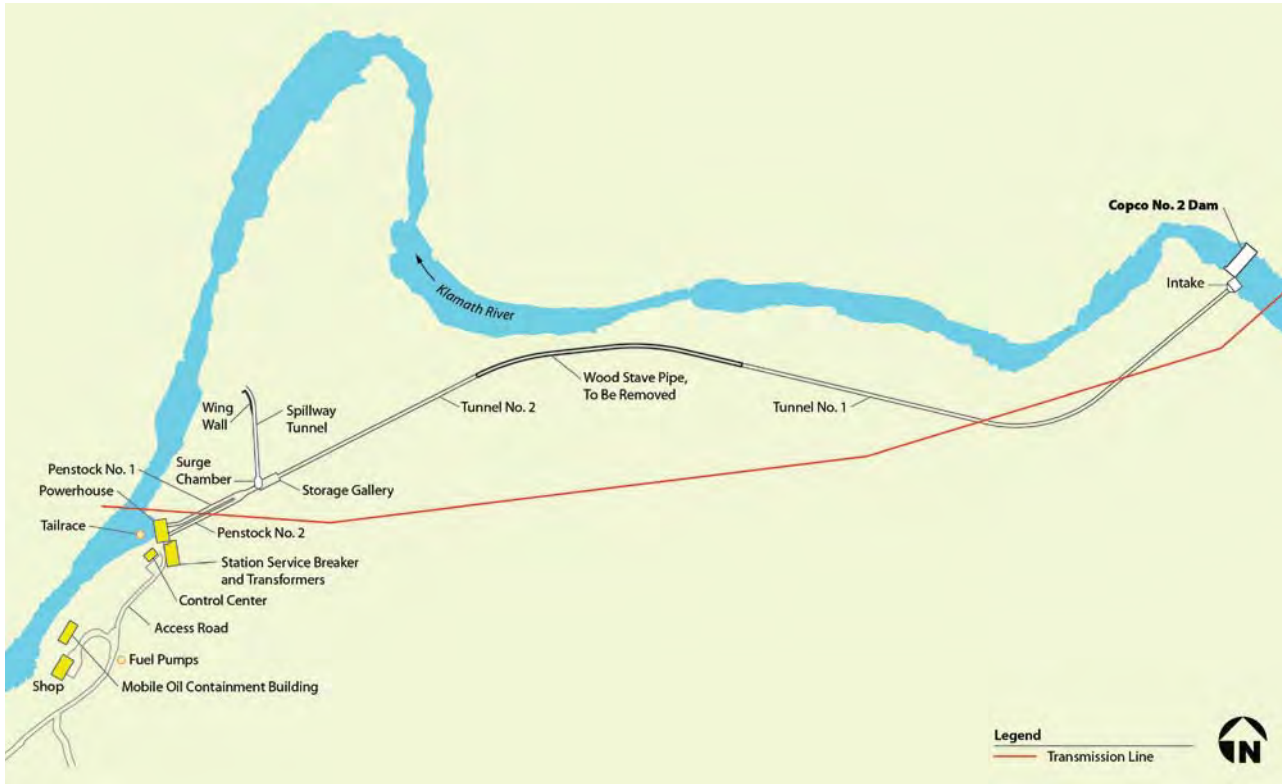 Copco No. 2 Dam
Intake
Klamath River
Wood Stave Pipe,
To Be Removed
Tunnel No. 2
Tunnel No. 1
Wing
Wall
Spillway
Tunnel
Surge
Chamber
Penstock No. 1
Powerhouse
Storage Gallery
Tailrace
Penstock No. 2
Station Service Breaker
and Transformers
Control Center
Access Road
Fuel Pumps
Shop
Mobile Oil Containment Building
Legend
Transmission Line
N